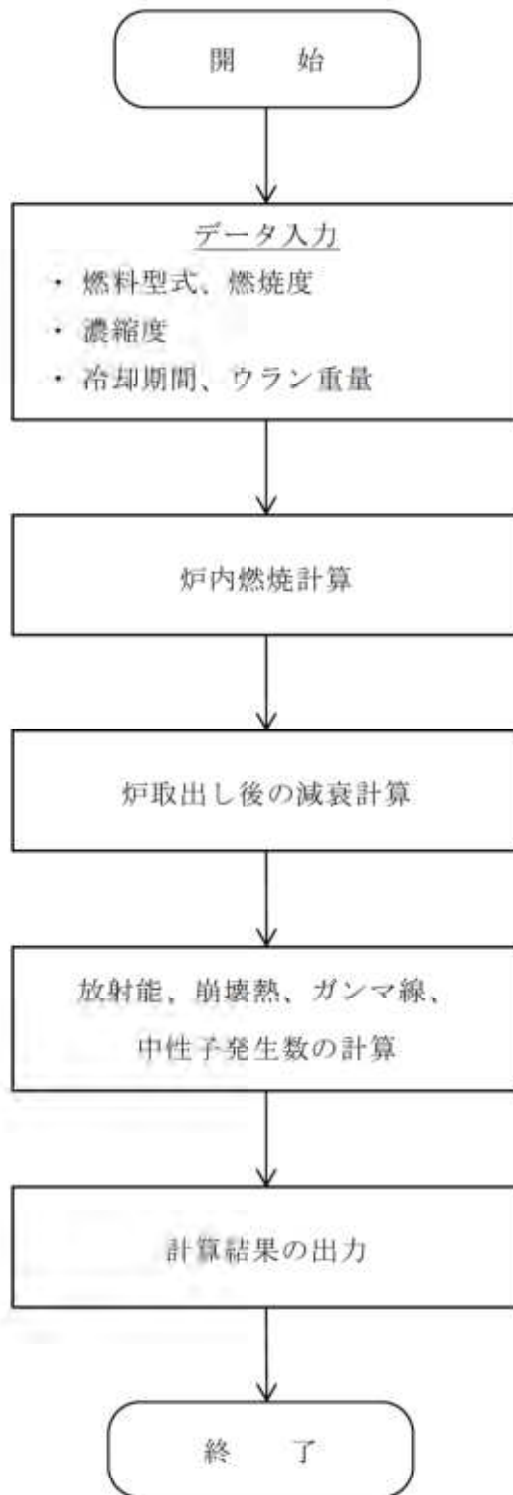 開　始
データ入力
・ 燃料型式、燃焼度
・ 濃縮度
・ 冷却期間、ウラン重量
炉内燃焼計算
炉取出し後の減衰計算
放射能、崩壊熱、ガンマ線、
中性子発生数の計算
計算結果の出力
終　了